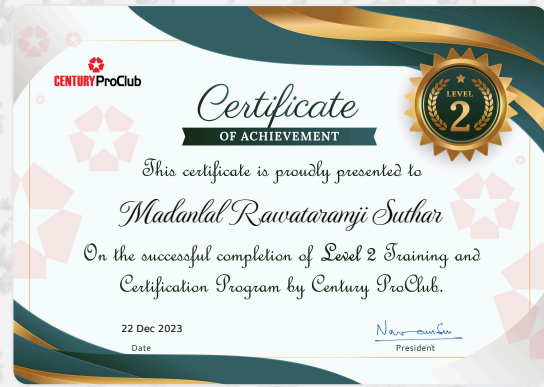 CENTURY ProClub
Certificate
OF ACHIEVEMENT
LEVEL
2
This certificate is proudly presented to
Madanlal Rawataramji Suthar
On the successful completion of Level 2 Training and
Certification Program by Century ProClub.
22 Dec 2023
Date
President